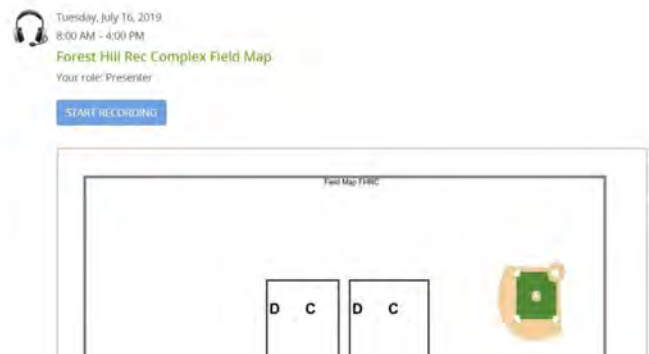 Tuesday, July 16, 2019
8:00 AM - 4:00 PM
Forest Hill Rec Complex Field Map
Your role: Presenter
START RECORDING
Field Map FHRC
D C D C